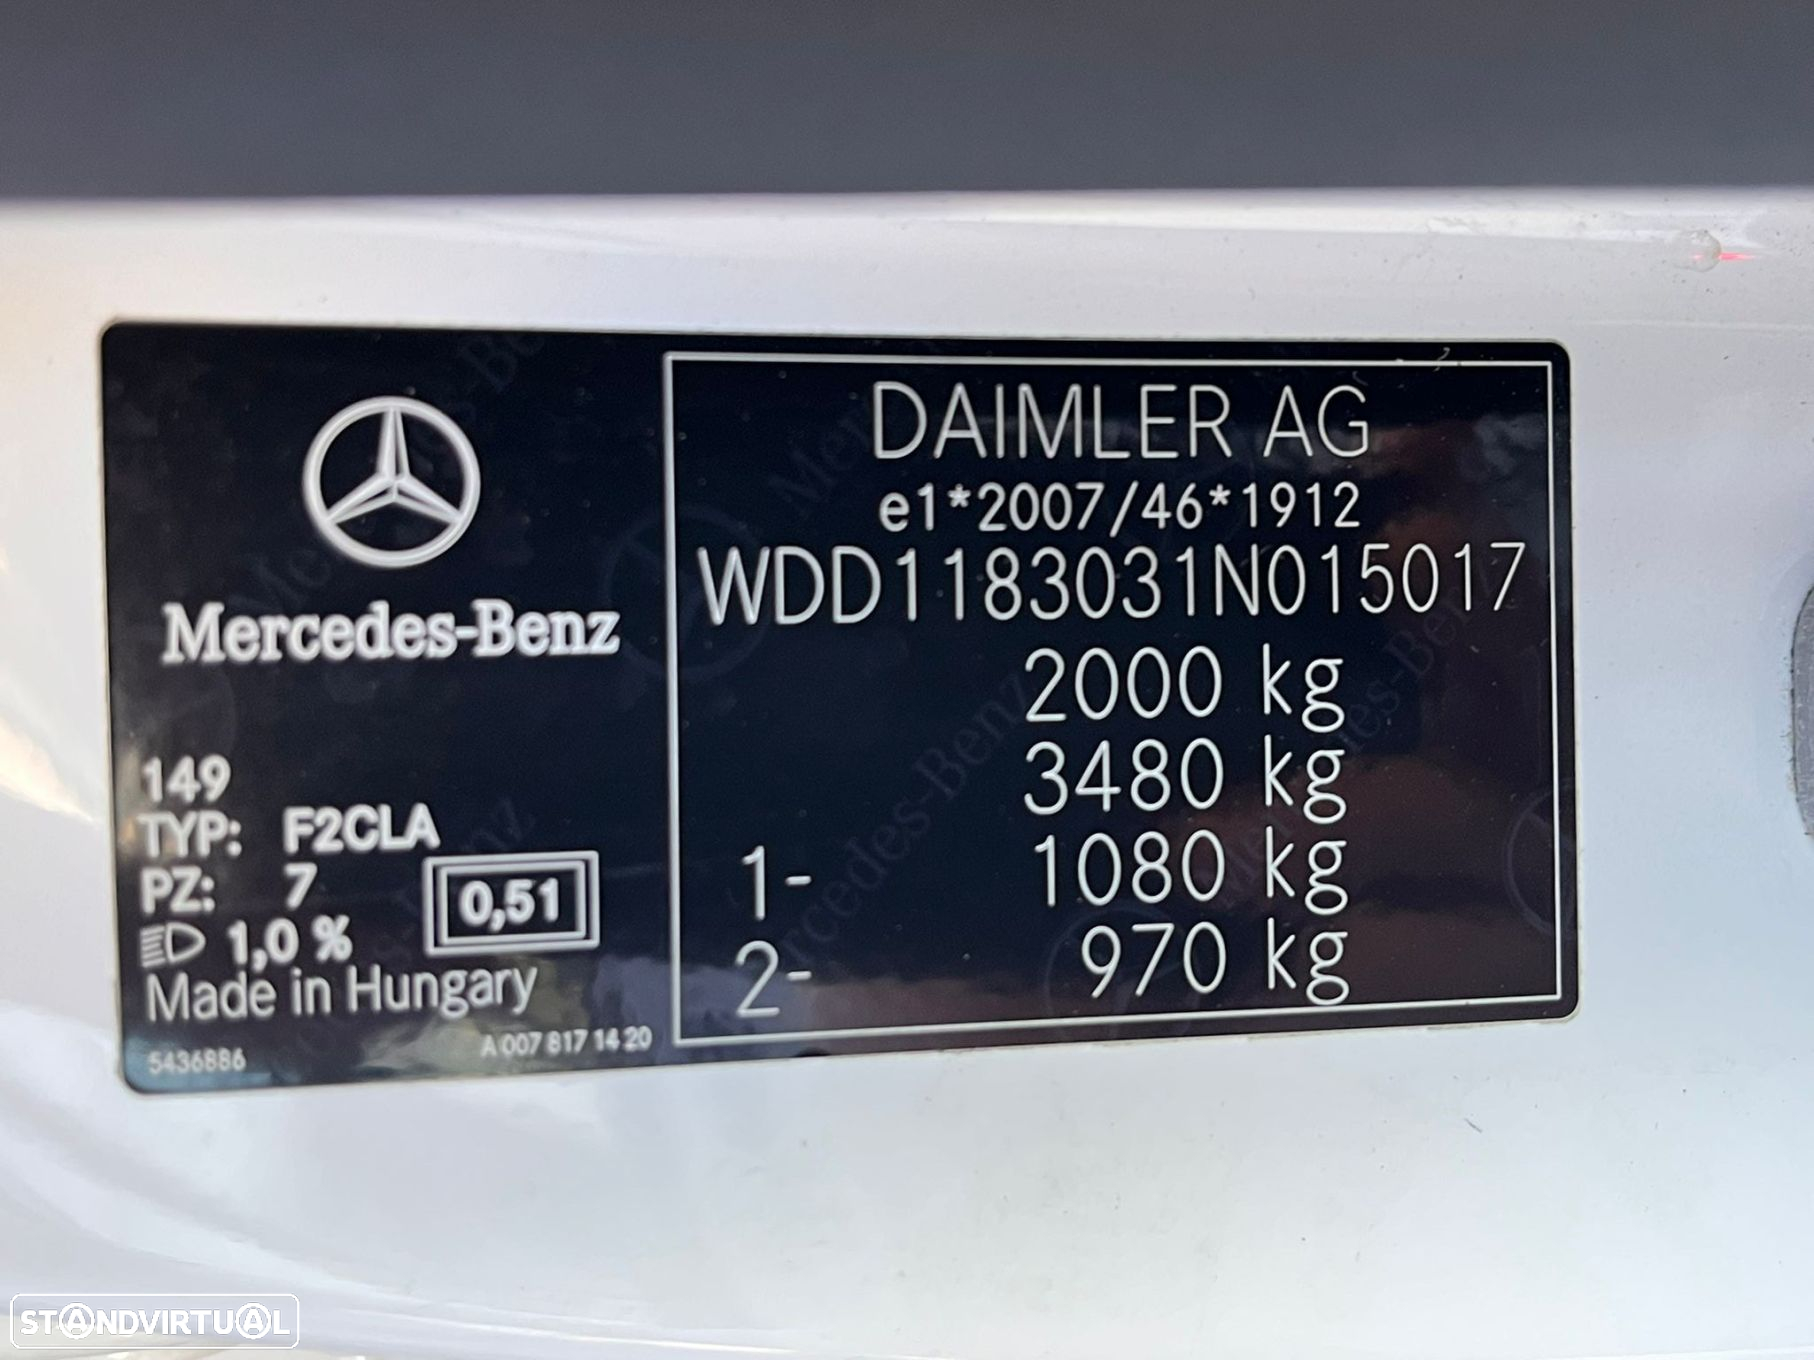 Mercedes-Benz
149
TYP: F2CLA
PZ: 7
1,0 %
0,51
Made in Hungary
5436886
A 007 817 14 20
DAIMLER AG
e1*2007/46*1912
WDD1183031N015017
2000 kg
3480 kg
1- 1080 kg
2- 970 kg
STANDVIRTUAL